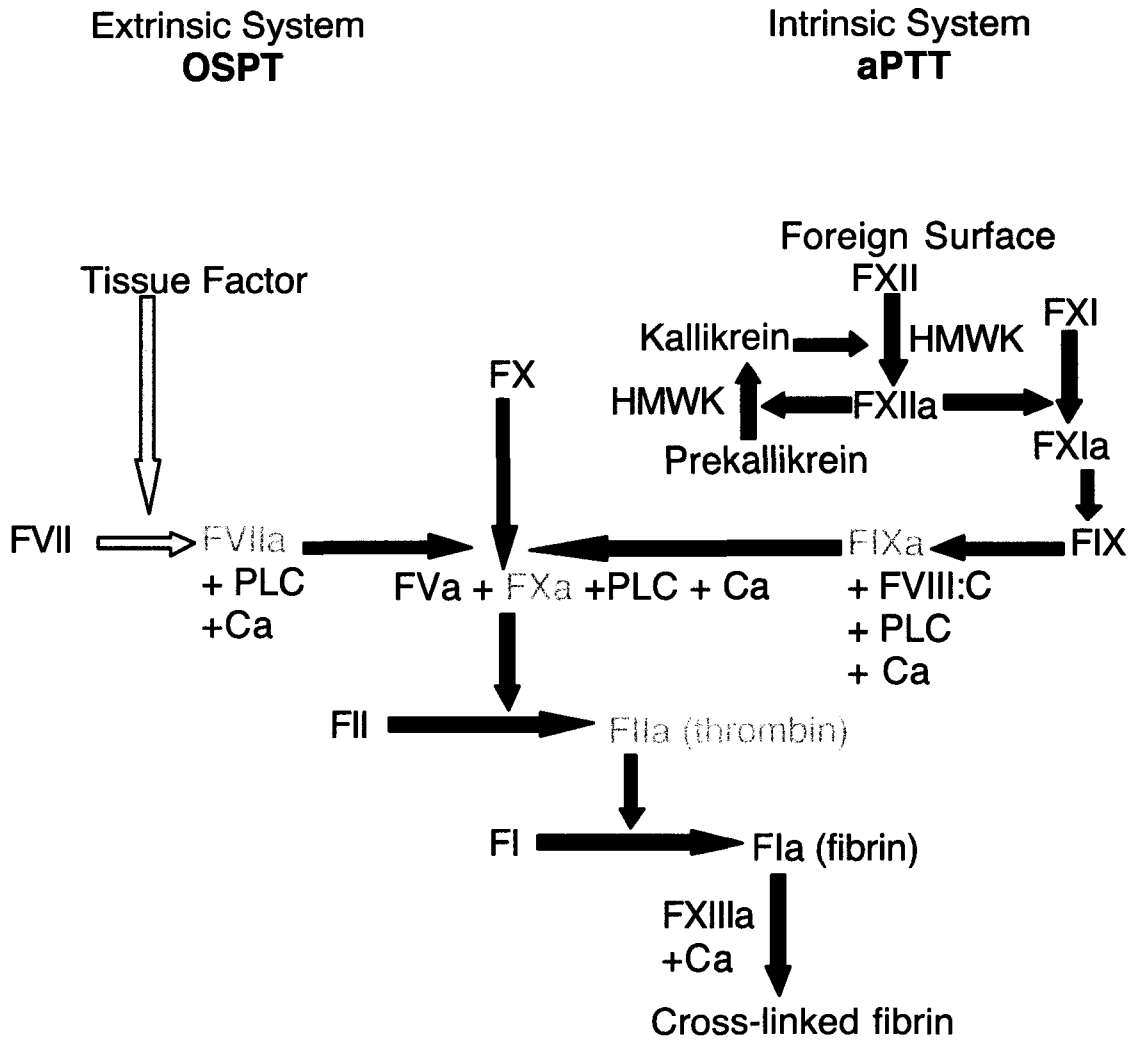 Extrinsic System
OSPT
Intrinsic System
aPTT
Foreign Surface
FXII
Tissue Factor
FXI
Kallikrein
HMWK
FX
HMWK
FXIIa
FXIa
Prekallikrein
FVII
FVIIa
+ PLC
+Ca
FVa + FXa +PLC + Ca
FIXa
+ FVIII:C
+ PLC
+ Ca
FIX
FII
FIIa (thrombin)
FI
FIa (fibrin)
FXIIIa
+Ca
Cross-linked fibrin